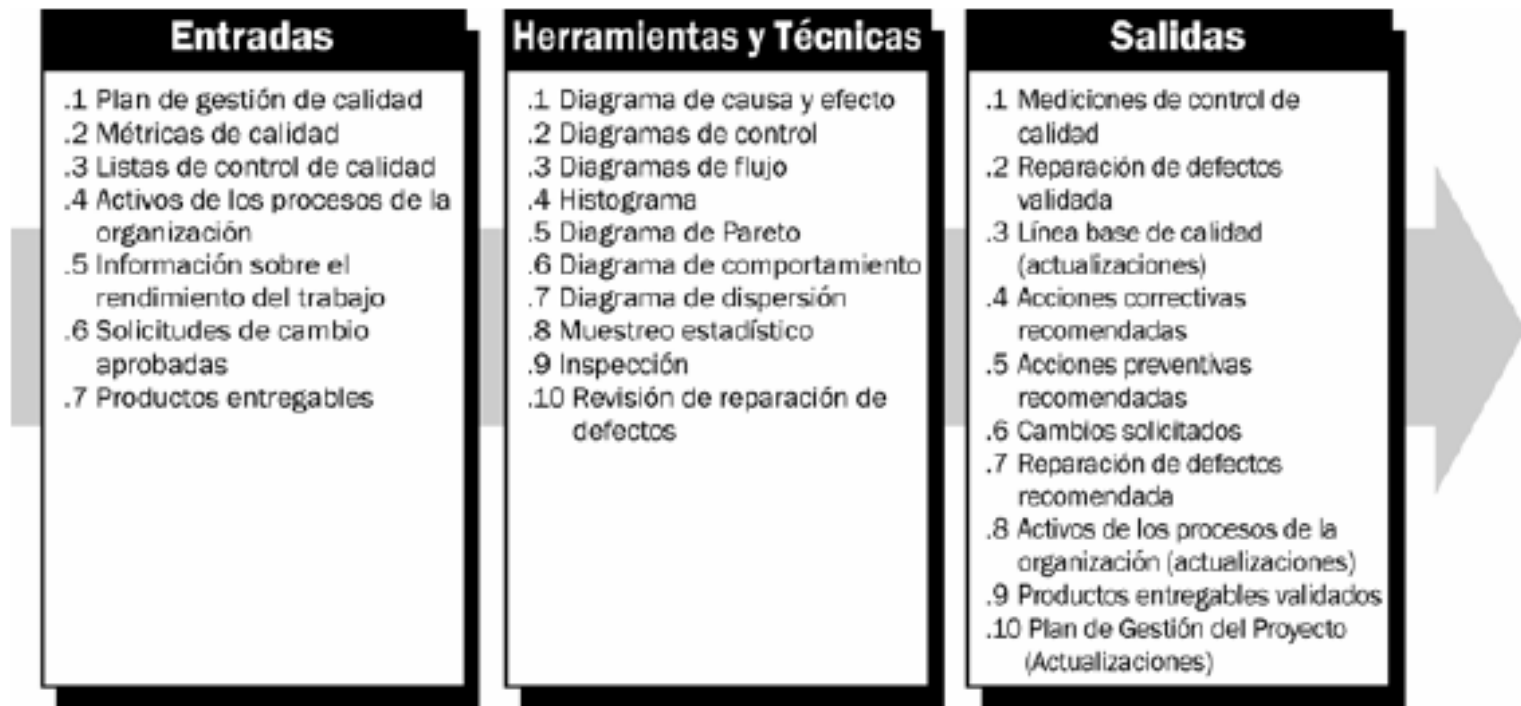 Entradas
.1 Plan de gestión de calidad
.2 Métricas de calidad
.3 Listas de control de calidad
.4 Activos de los procesos de la
organización
.5 Información sobre el
rendimiento del trabajo
.6 Solicitudes de cambio
aprobadas
.7 Productos entregables
Herramientas y Técnicas
.1 Diagrama de causa y efecto
.2 Diagramas de control
.3 Diagramas de flujo
.4 Histograma
.5 Diagrama de Pareto
.6 Diagrama de comportamiento
.7 Diagrama de dispersión
.8 Muestreo estadístico
.9 Inspección
.10 Revisión de reparación de
defectos
Salidas
.1 Mediciones de control de
calidad
.2 Reparación de defectos
validada
.3 Línea base de calidad
(actualizaciones)
.4 Acciones correctivas
recomendadas
.5 Acciones preventivas
recomendadas
.6 Cambios solicitados
.7 Reparación de defectos
recomendada
.8 Activos de los procesos de la
organización (actualizaciones)
.9 Productos entregables validados
.10 Plan de Gestión del Proyecto
(Actualizaciones)